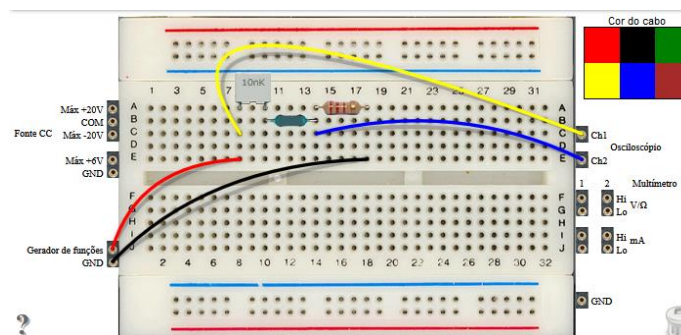 Cor do cabo
10nK
1 3 5 7 11 13 15 17 19 21 23 25 27 29 31
A
B
C
D
E
A
B
C
D
E
Máx +20V
COM
Fonte CC
Máx -20V
Máx +6V
GND
Ch1
Osciloscópio
Ch2
Multímetro
1 2
Hi
V/Ω
Lo
Hi
mA
Lo
F
G
H
I
J
F
G
H
I
J
Gerador de funções
GND
2 4 6 8 10 12 14 16 18 20 22 24 26 28 30 32
GND
?